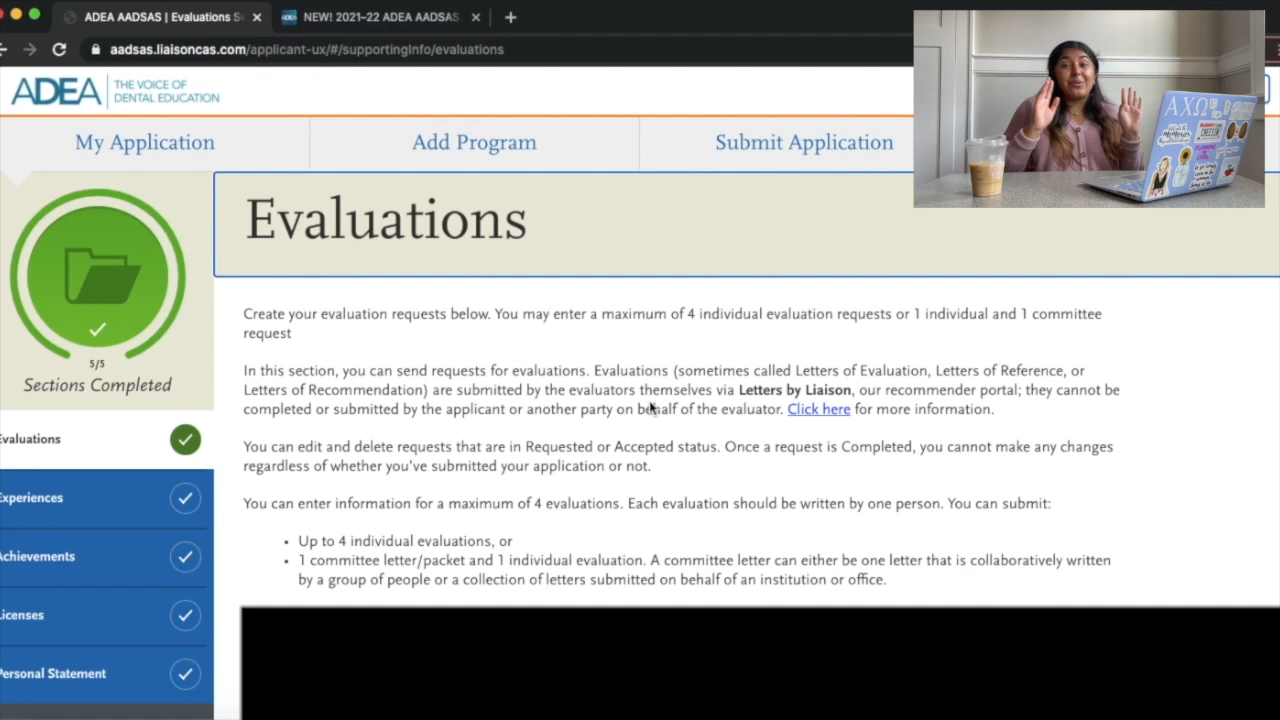 ADEA AADSAS | Evaluations S
NEW! 2021–22 ADEA AADSAS
aadsas.liaisoncas.com/applicant-ux/#/supportingInfo/evaluations
ADEA
THE VOICE OF
DENTAL EDUCATION
My Application
Add Program
Submit Application
ΑΧΩ
Evaluations
5/5
Sections Completed
Evaluations
Experiences
Achievements
Licenses
Personal Statement
Create your evaluation requests below. You may enter a maximum of 4 individual evaluation requests or 1 individual and 1 committee
request
In this section, you can send requests for evaluations. Evaluations (sometimes called Letters of Evaluation, Letters of Reference, or
Letters of Recommendation) are submitted by the evaluators themselves via Letters by Liaison, our recommender portal; they cannot be
completed or submitted by the applicant or another party on behalf of the evaluator. Click here for more information.
You can edit and delete requests that are in Requested or Accepted status. Once a request is Completed, you cannot make any changes
regardless of whether you've submitted your application or not.
You can enter information for a maximum of 4 evaluations. Each evaluation should be written by one person. You can submit:
• Up to 4 individual evaluations, or
• 1 committee letter/packet and 1 individual evaluation. A committee letter can either be one letter that is collaboratively written
by a group of people or a collection of letters submitted on behalf of an institution or office.